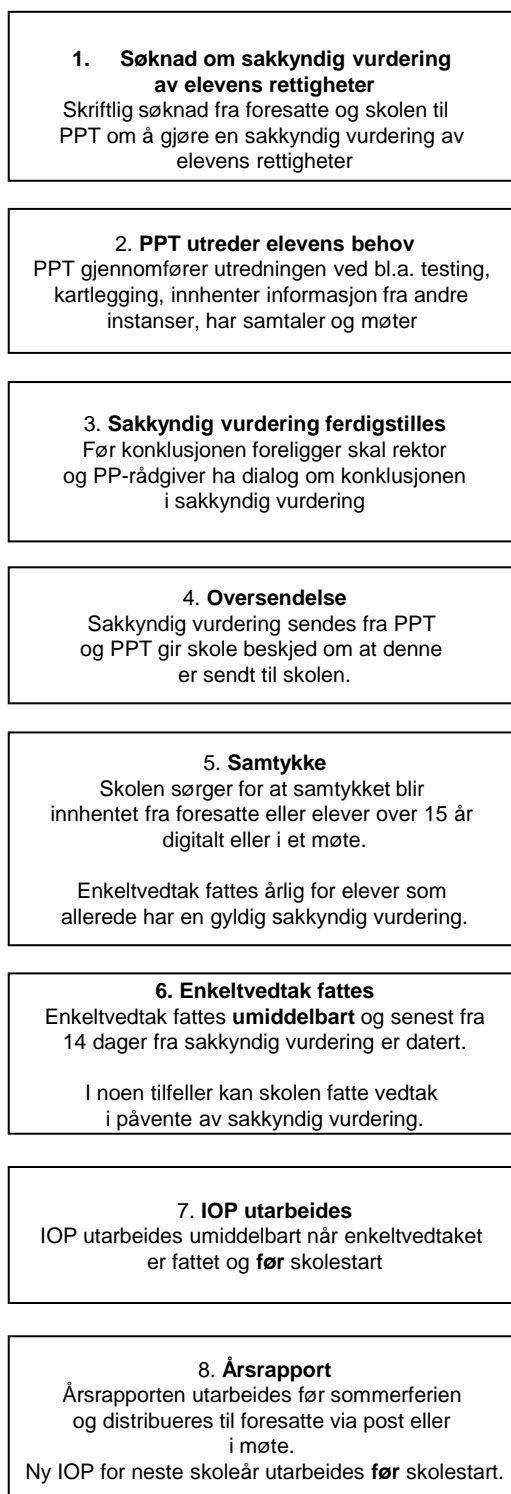 1. Søknad om sakkyndig vurdering
av elevens rettigheter
Skriftlig søknad fra foresatte og skolen til
PPT om å gjøre en sakkyndig vurdering av
elevens rettigheter
2. PPT utreder elevens behov
PPT gjennomfører utredningen ved bl.a. testing,
kartlegging, innhenter informasjon fra andre
instanser, har samtaler og møter
3. Sakkyndig vurdering ferdigstilles
Før konklusjonen foreligger skal rektor
og PP-rådgiver ha dialog om konklusjonen
i sakkyndig vurdering
4. Oversendelse
Sakkyndig vurdering sendes fra PPT
og PPT gir skole beskjed om at denne
er sendt til skolen.
5. Samtykke
Skolen sørger for at samtykket blir
innhentet fra foresatte eller elever over 15 år
digitalt eller i et møte.
Enkeltvedtak fattes årlig for elever som
allerede har en gyldig sakkyndig vurdering.
6. Enkeltvedtak fattes
Enkeltvedtak fattes umiddelbart og senest fra
14 dager fra sakkyndig vurdering er datert.
I noen tilfeller kan skolen fatte vedtak
i påvente av sakkyndig vurdering.
7. IOP utarbeides
IOP utarbeides umiddelbart når enkeltvedtaket
er fattet og før skolestart
8. Årsrapport
Årsrapporten utarbeides før sommerferien
og distribueres til foresatte via post eller
i møte.
Ny IOP for neste skoleår utarbeides før skolestart.